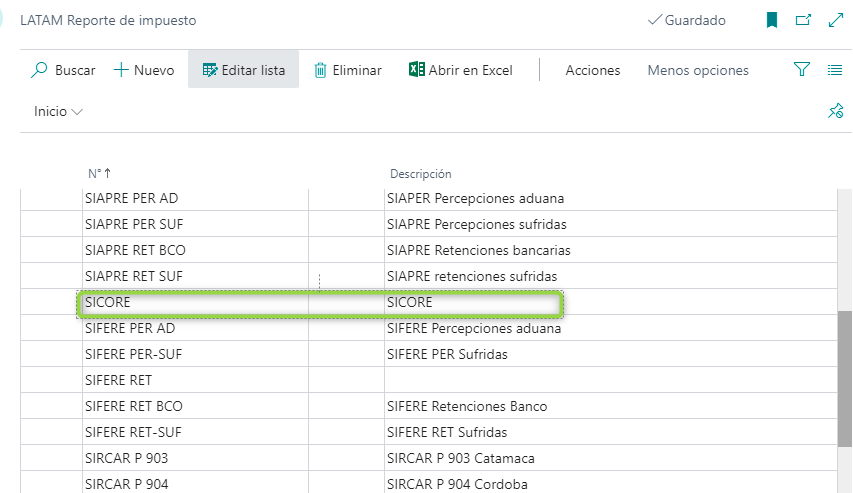 LATAM Reporte de impuesto
Guardado
Buscar Nuevo Editar lista Eliminar Abrir en Excel Acciones Menos opciones
Inicio
N° ↑ Descripción
SIAPRE PER AD SIAPER Percepciones aduana
SIAPRE PER SUF SIAPRE Percepciones sufridas
SIAPRE RET BCO SIAPRE Retenciones bancarias
SIAPRE RET SUF SIAPRE retenciones sufridas
SICORE SICORE
SIFERE PER AD SIFERE Percepciones aduana
SIFERE PER-SUF SIFERE PER Sufridas
SIFERE RET
SIFERE RET BCO SIFERE Retenciones Banco
SIFERE RET-SUF SIFERE RET Sufridas
SIRCAR P 903 SIRCAR P 903 Catamaca
SIRCAR P 904 SIRCAR P 904 Cordoba